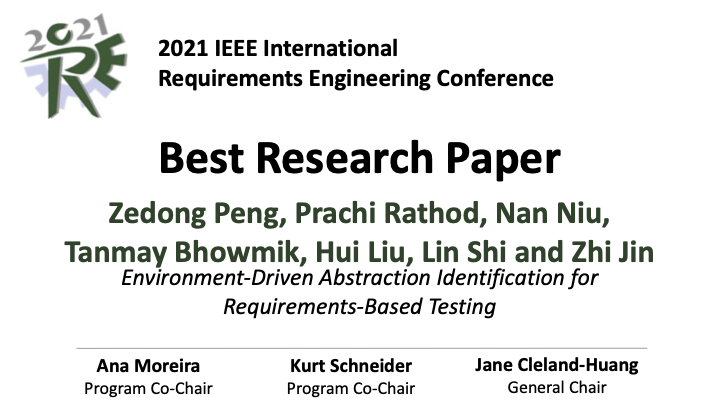 2021
RE
2021 IEEE International
Requirements Engineering Conference
Best Research Paper
Zedong Peng, Prachi Rathod, Nan Niu,
Tanmay Bhowmik, Hui Liu, Lin Shi and Zhi Jin
Environment-Driven Abstraction Identification for
Requirements-Based Testing
Ana Moreira
Program Co-Chair
Kurt Schneider
Program Co-Chair
Jane Cleland-Huang
General Chair